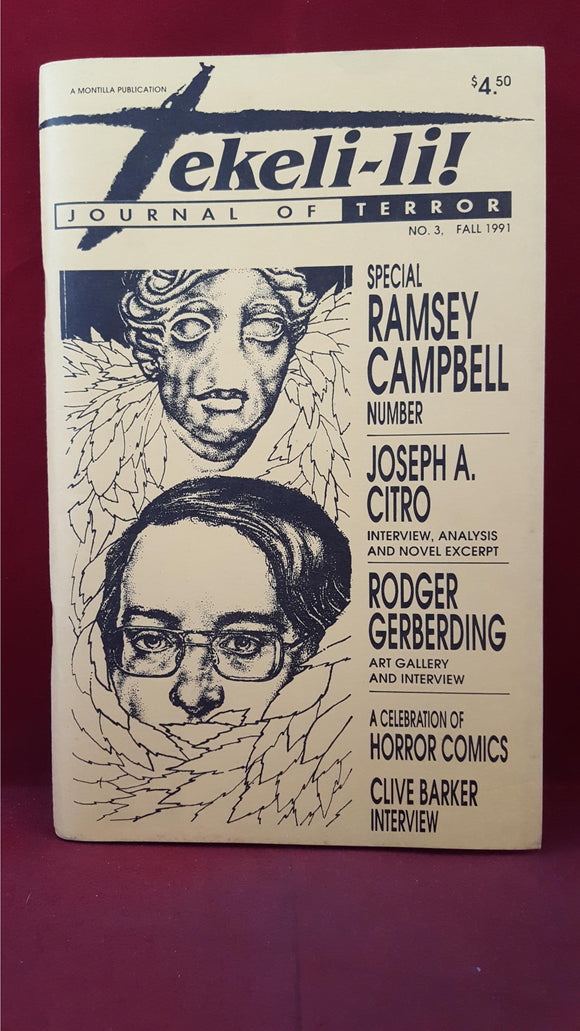 A MONTILLA PUBLICATION
$4.50
Tekeli-li!
JOURNAL OF TERROR
NO. 3, FALL 1991
SPECIAL
RAMSEY
CAMPBELL
NUMBER
JOSEPH A.
CITRO
INTERVIEW, ANALYSIS
AND NOVEL EXCERPT
RODGER
GERBERDING
ART GALLERY
AND INTERVIEW
A CELEBRATION OF
HORROR COMICS
CLIVE BARKER
INTERVIEW